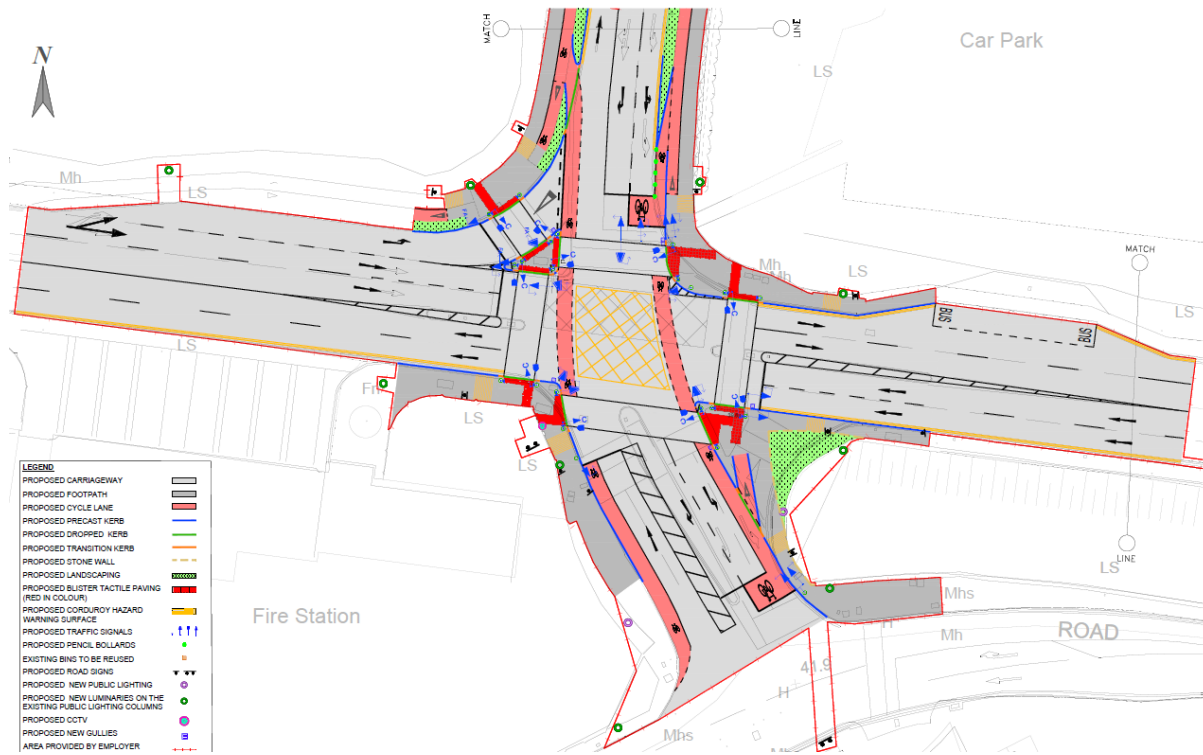 MATCH
LINE
Car Park
LS
N
Mh
LS
MATCH
Mh
Mh
LS
LS
BUS
BUS
LS
LS
LS
LINE
LS
Mhs
Mh
ROAD
H
41.9
H
Mhs
Fire Station
LEGEND
PROPOSED CARRIAGEWAY
PROPOSED FOOTPATH
PROPOSED CYCLE LANE
PROPOSED PRECAST KERB
PROPOSED DROPPED KERB
PROPOSED TRANSITION KERB
PROPOSED STONE WALL
PROPOSED LANDSCAPING
PROPOSED BLISTER TACTILE PAVING
(RED IN COLOUR)
PROPOSED CORDUROY HAZARD
WARNING SURFACE
PROPOSED TRAFFIC SIGNALS
PROPOSED PENCIL BOLLARDS
EXISTING BINS TO BE REUSED
PROPOSED ROAD SIGNS
PROPOSED NEW PUBLIC LIGHTING
PROPOSED NEW LUMINARIES ON THE
EXISTING PUBLIC LIGHTING COLUMNS
PROPOSED CCTV
PROPOSED NEW GULLIES
AREA PROVIDED BY EMPLOYER